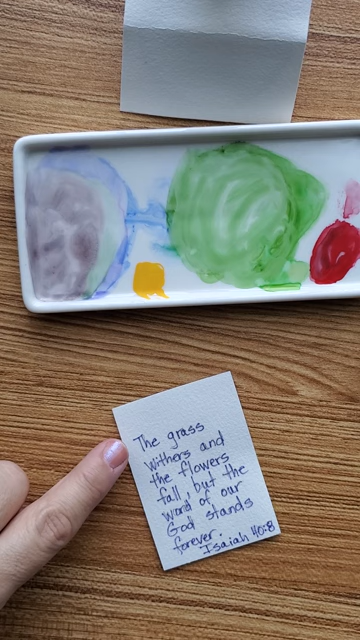 The grass
withers and
the flowers
fall, but the
word of our
God stands
forever.
Isaiah 40:8